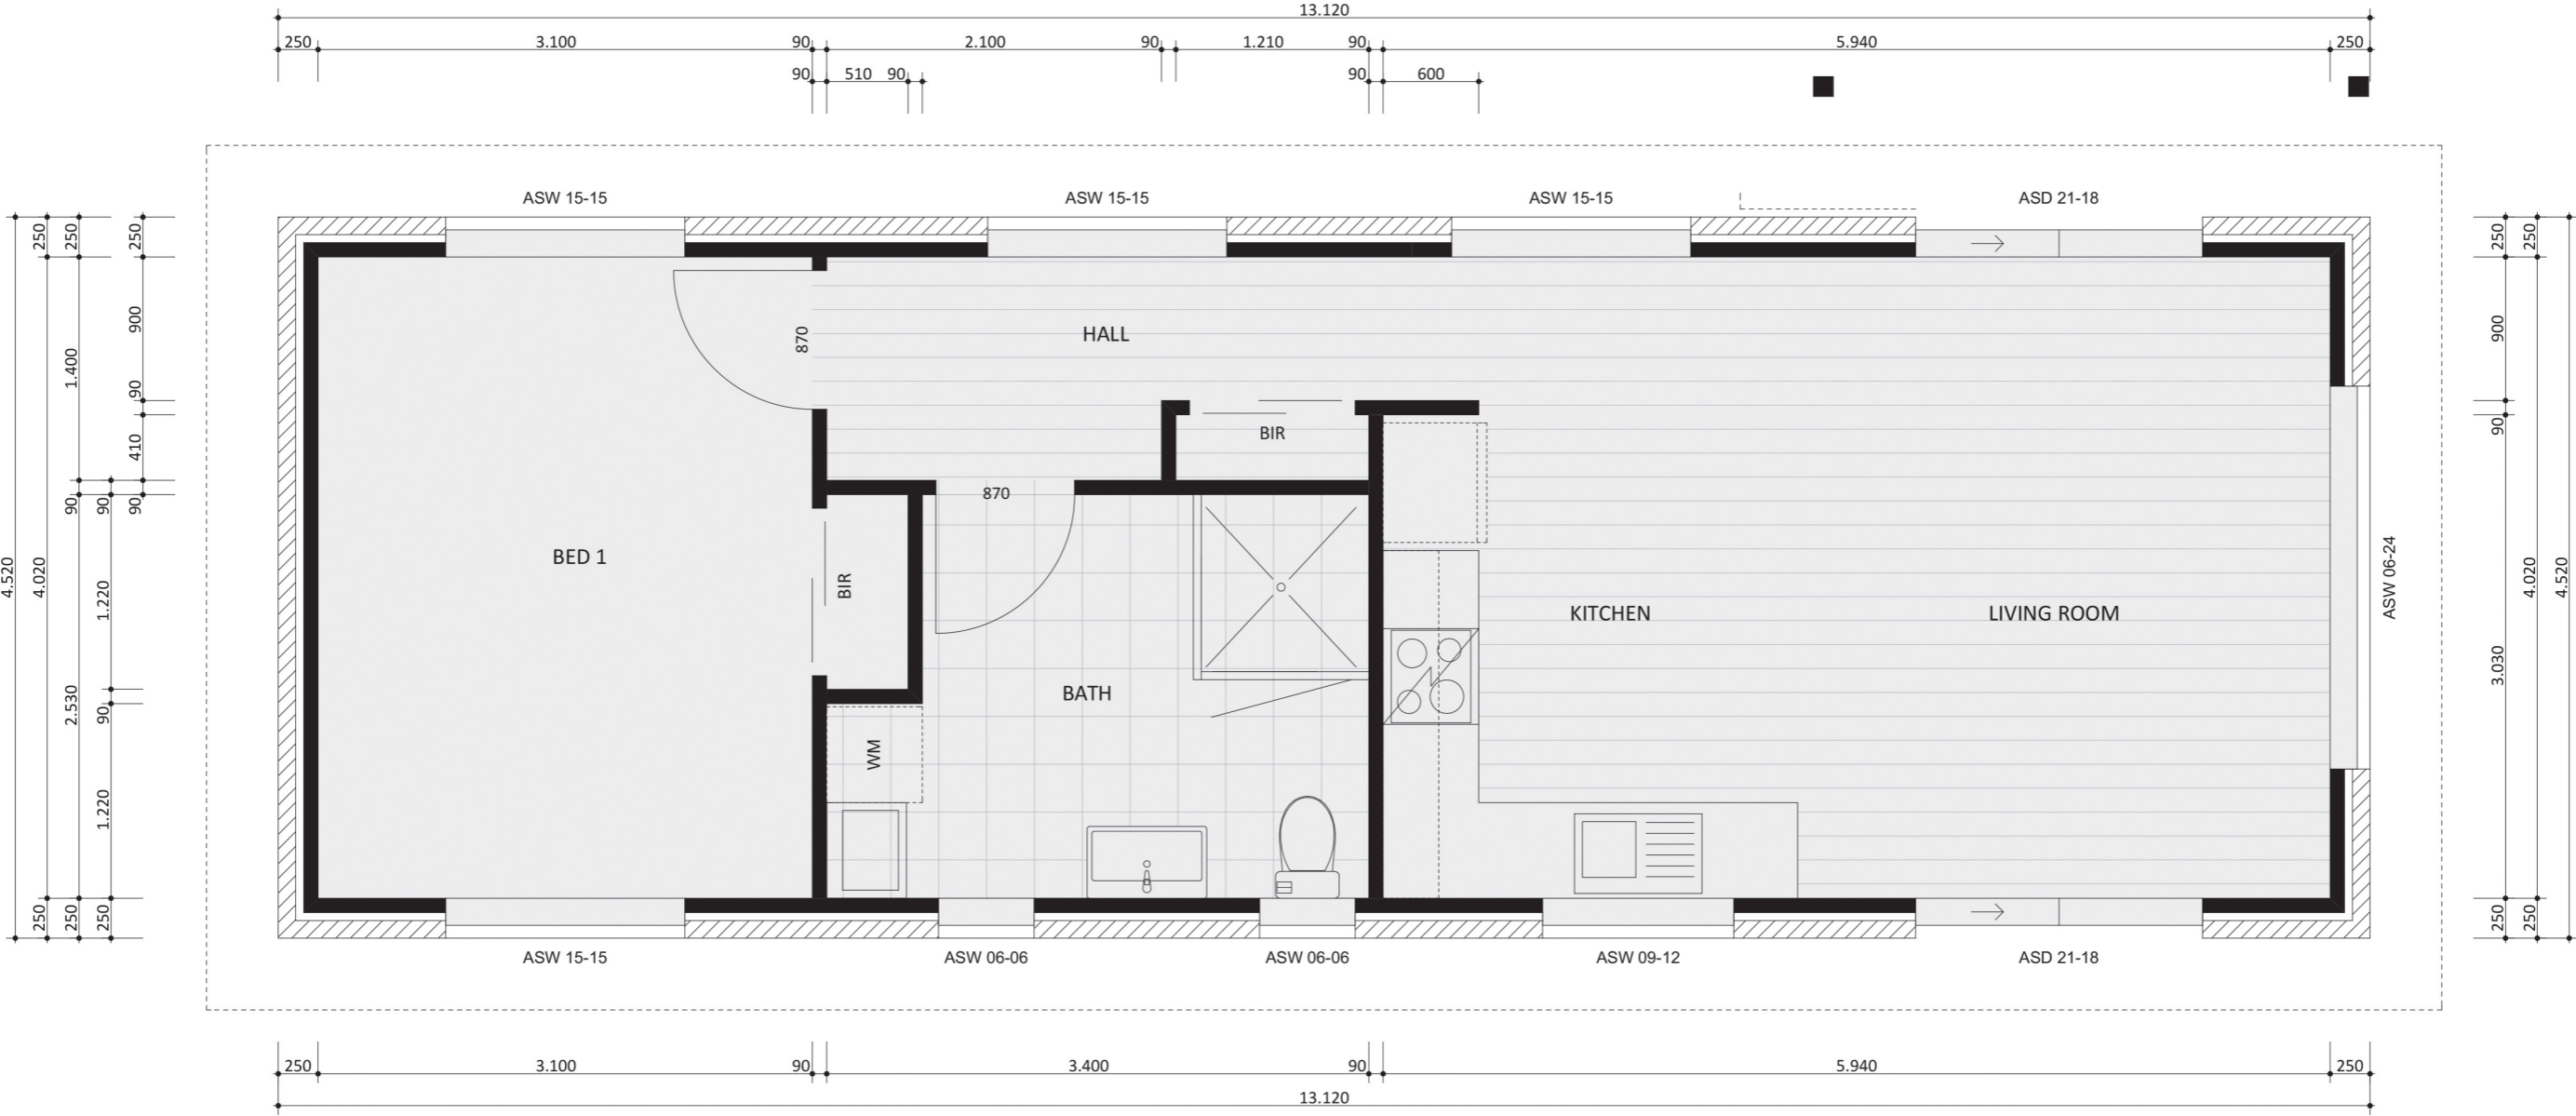 13.120
250 3.100 90 2.100 90 1.210 90 5.940 250
90 510 90 90 600
ASW 15-15 ASW 15-15 ASW 15-15 ASD 21-18
4.520
250 4.020 250
250 1.400 90 2.530 250
90 1.220 90 1.220 250
250 900 90 410 90
870
HALL
BIR
870
BED 1
BIR
KITCHEN
LIVING ROOM
BATH
WM
250 900 90 3.030 250
250 4.020 250
4.520
ASW 06-24
ASW 15-15 ASW 06-06 ASW 06-06 ASW 09-12 ASD 21-18
250 3.100 90 3.400 90 5.940 250
13.120